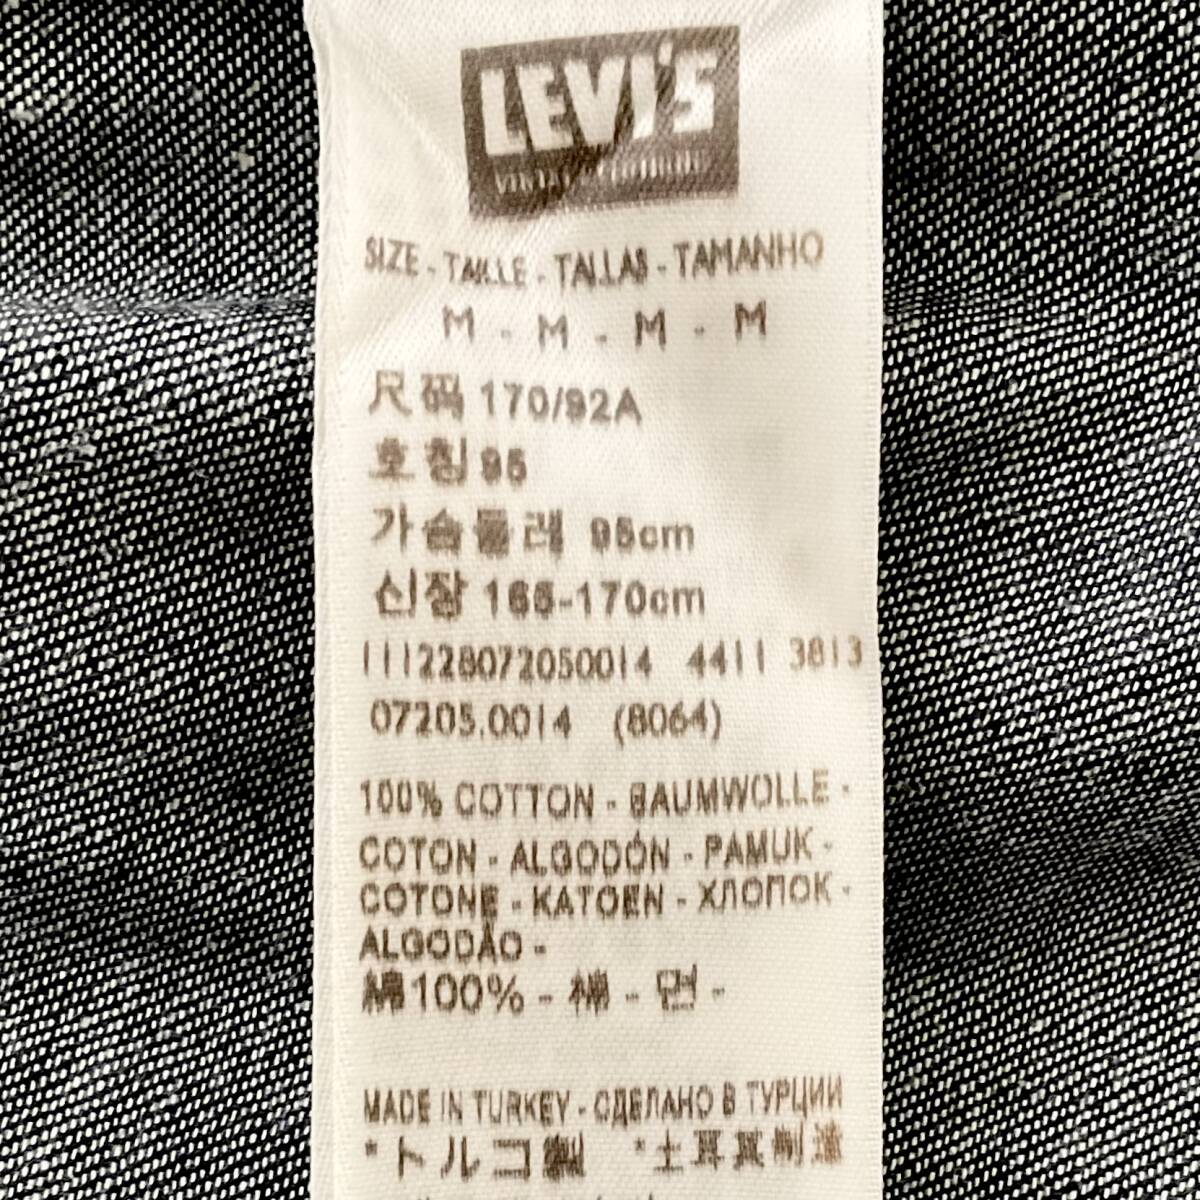 LEVI'S
VINTAGE CLOTHING
SIZE - TAILLE - TALLAS - TAMANHO
M - M - M - M
尺码 170/92A
호칭 95
가슴둘레 95cm
신장 165-170cm
111228072050014 4411 3813
07205.0014 (8064)
100% COTTON - BAUMWOLLE -
COTON - ALGODÓN - PAMUK -
COTONE - KATOEN - ХЛОПОК -
ALGODÃO -
綿100% - 棉 - 면 -
MADE IN TURKEY - СДЕЛАНО В ТУРЦИИ
*トルコ製 *土耳其制造